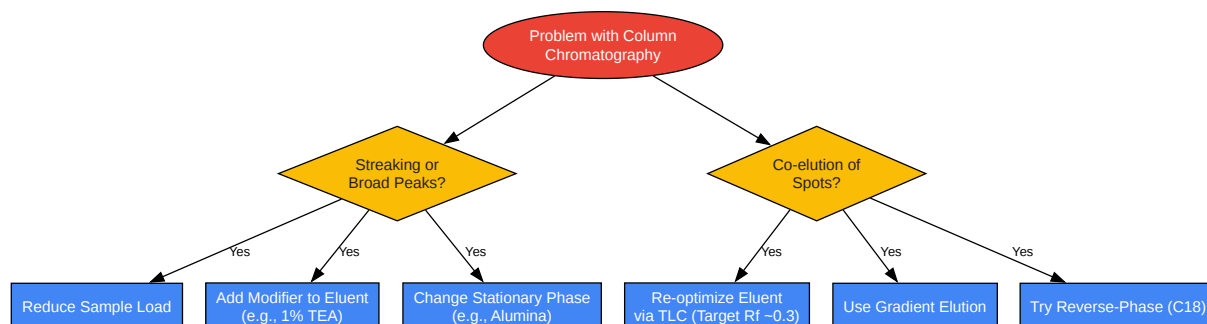 Problem with Column
Chromatography
Streaking or
Broad Peaks?
Co-elution of
Spots?
Yes
Yes
Yes
Yes
Yes
Yes
Reduce Sample Load
Add Modifier to Eluent
(e.g., 1% TEA)
Change Stationary Phase
(e.g., Alumina)
Re-optimize Eluent
via TLC (Target Rf ~0.3)
Use Gradient Elution
Try Reverse-Phase (C18)